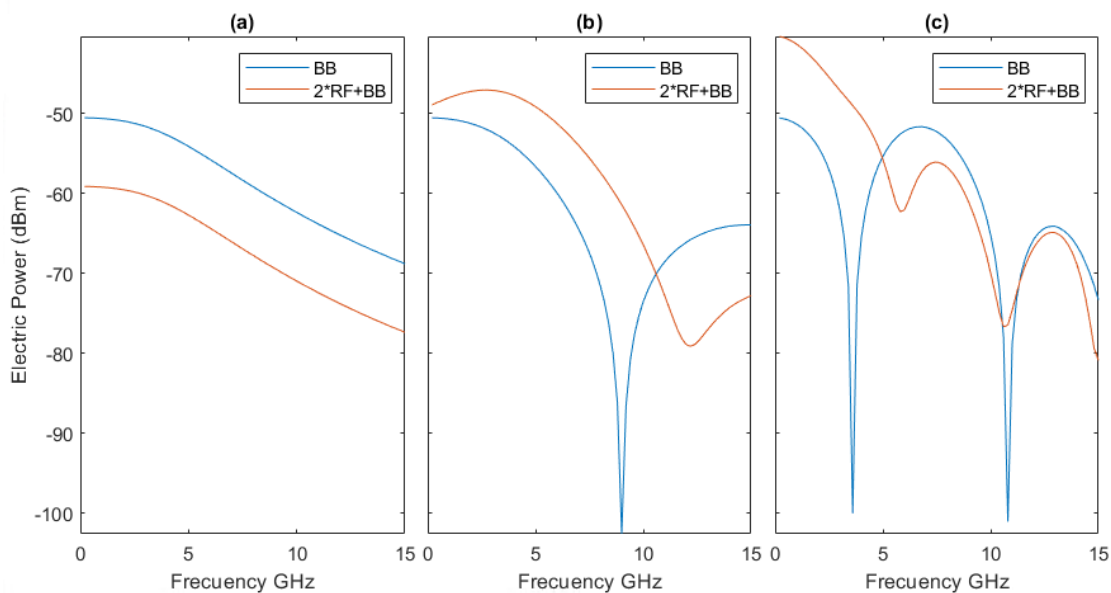 (a) (b) (c)
BB
2*RF+BB
BB
2*RF+BB
BB
2*RF+BB
Electric Power (dBm)
-50
-60
-70
-80
-90
-100
0 5 10 15
0 5 10 15
0 5 10 15
Frecuency GHz
Frecuency GHz
Frecuency GHz